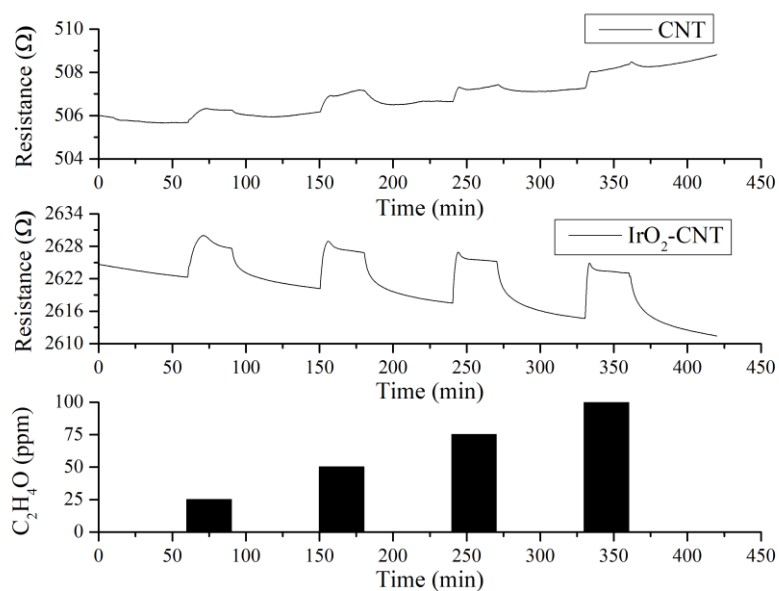 510
508
506
504
Resistance (Ω)
CNT
0 50 100 150 200 250 300 350 400 450
Time (min)
2634
2628
2622
2616
2610
Resistance (Ω)
IrO₂-CNT
0 50 100 150 200 250 300 350 400 450
Time (min)
100
75
50
25
0
C₂H₄O (ppm)
0 50 100 150 200 250 300 350 400 450
Time (min)